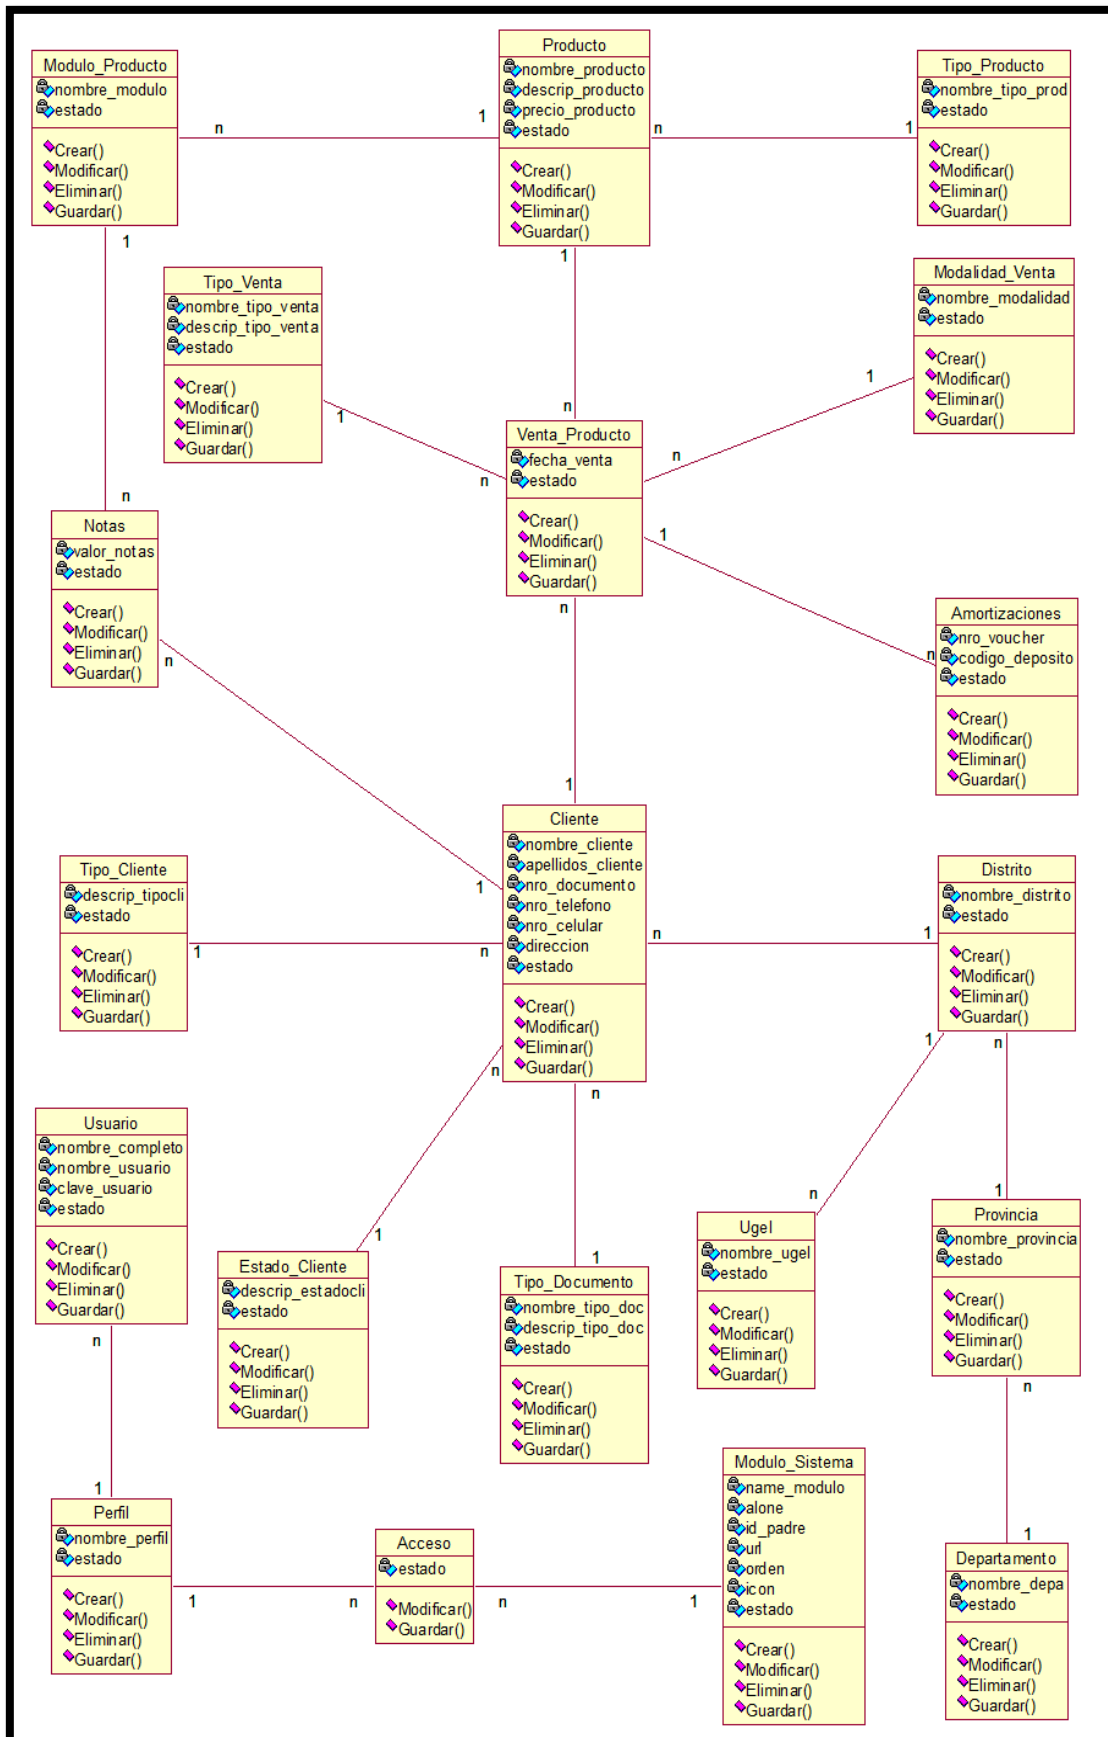 Modulo_Producto
nombre_modulo
estado
Crear()
Modificar()
Eliminar()
Guardar()
n
1
Producto
nombre_producto
descrip_producto
precio_producto
estado
Crear()
Modificar()
Eliminar()
Guardar()
n
1
Tipo_Producto
nombre_tipo_prod
estado
Crear()
Modificar()
Eliminar()
Guardar()
1
1
Tipo_Venta
nombre_tipo_venta
descrip_tipo_venta
estado
Crear()
Modificar()
Eliminar()
Guardar()
1
n
Modalidad_Venta
nombre_modalidad
estado
Crear()
Modificar()
Eliminar()
Guardar()
1
n
n
Venta_Producto
fecha_venta
estado
Crear()
Modificar()
Eliminar()
Guardar()
1
n
n
n
Notas
valor_notas
estado
Crear()
Modificar()
Eliminar()
Guardar()
n
Amortizaciones
nro_voucher
codigo_deposito
estado
Crear()
Modificar()
Eliminar()
Guardar()
1
1
Cliente
nombre_cliente
apellidos_cliente
nro_documento
nro_telefono
nro_celular
direccion
estado
Crear()
Modificar()
Eliminar()
Guardar()
Tipo_Cliente
descrip_tipocli
estado
Crear()
Modificar()
Eliminar()
Guardar()
1
n
n
1
Distrito
nombre_distrito
estado
Crear()
Modificar()
Eliminar()
Guardar()
n
n
1
n
Usuario
nombre_completo
nombre_usuario
clave_usuario
estado
Crear()
Modificar()
Eliminar()
Guardar()
n
1
Estado_Cliente
descrip_estadocli
estado
Crear()
Modificar()
Eliminar()
Guardar()
1
Tipo_Documento
nombre_tipo_doc
descrip_tipo_doc
estado
Crear()
Modificar()
Eliminar()
Guardar()
n
Ugel
nombre_ugel
estado
Crear()
Modificar()
Eliminar()
Guardar()
1
Provincia
nombre_provincia
estado
Crear()
Modificar()
Eliminar()
Guardar()
n
1
Perfil
nombre_perfil
estado
Crear()
Modificar()
Eliminar()
Guardar()
1
n
Acceso
estado
Modificar()
Guardar()
n
1
Modulo_Sistema
name_modulo
alone
id_padre
url
orden
icon
estado
Crear()
Modificar()
Eliminar()
Guardar()
1
Departamento
nombre_depa
estado
Crear()
Modificar()
Eliminar()
Guardar()